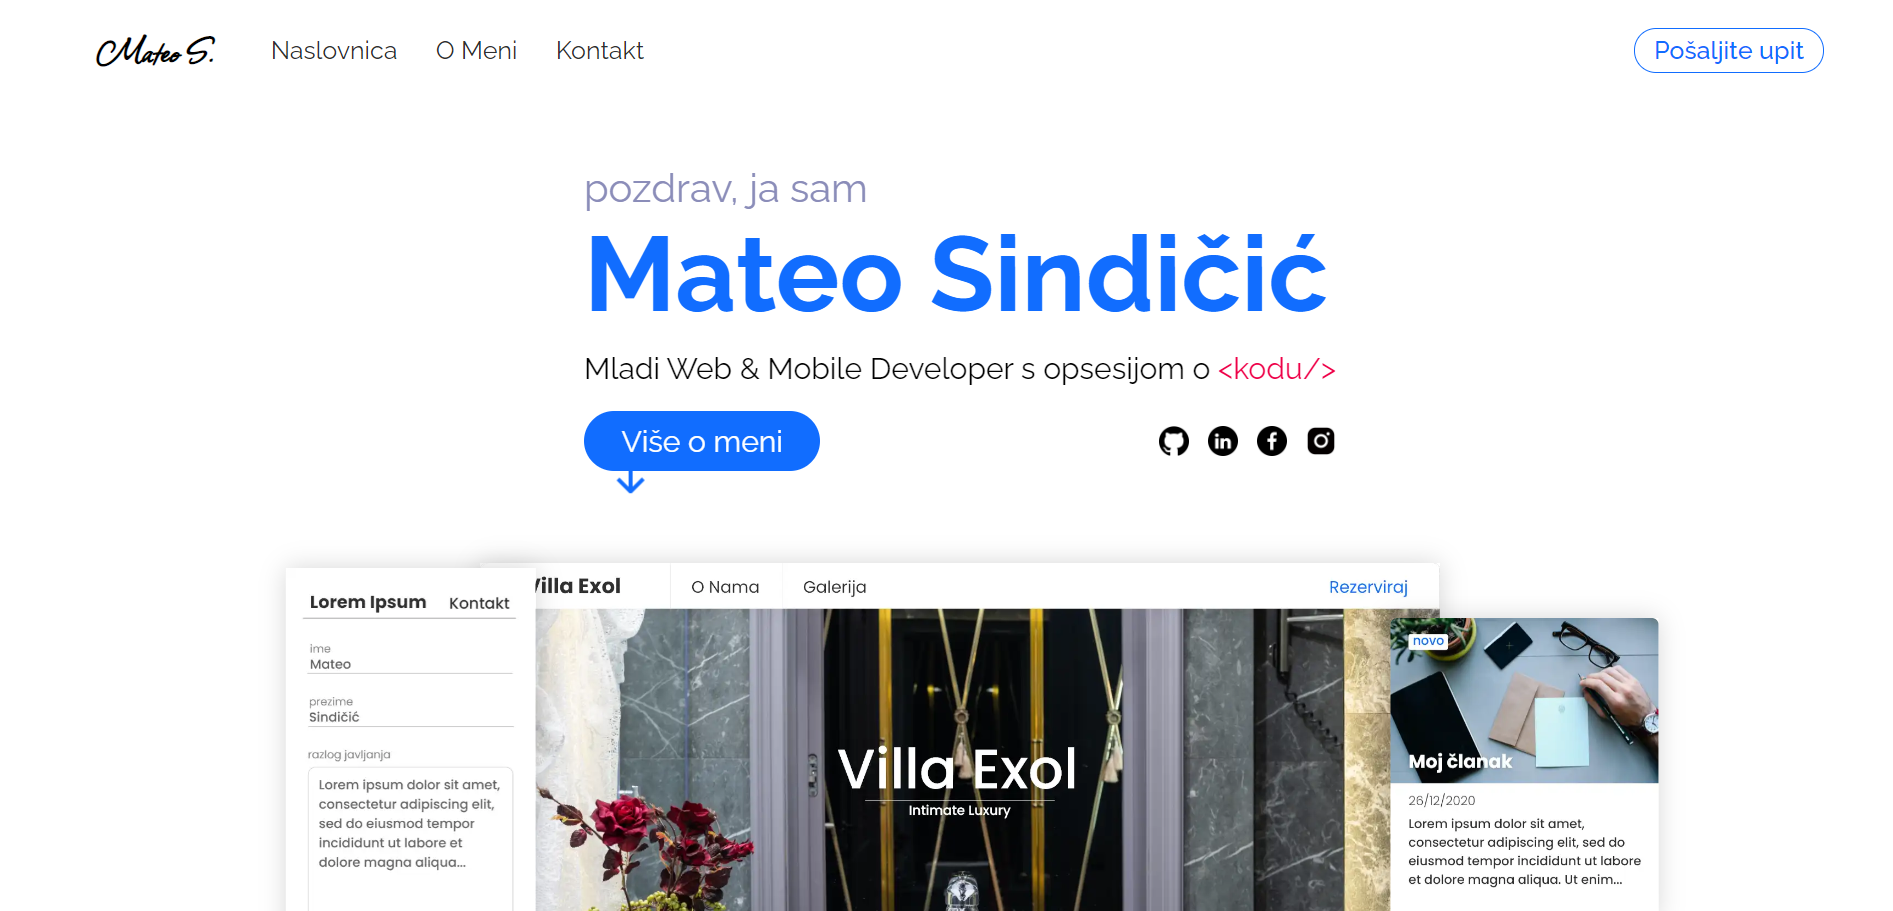 Mateo S.
Naslovnica
O Meni
Kontakt
Pošaljite upit
pozdrav, ja sam
Mateo Sindičić
Mladi Web & Mobile Developer s opsesijom o <kodu/>
Više o meni
Lorem Ipsum
Kontakt
ime
Mateo
prezime
Sindičić
razlog javljanja
Lorem ipsum dolor sit amet,
consectetur adipiscing elit,
sed do eiusmod tempor
incididunt ut labore et
dolore magna aliqua...
Villa Exol
O Nama
Galerija
Rezerviraj
Villa Exol
Intimate Luxury
novo
Moj članak
26/12/2020
Lorem ipsum dolor sit amet,
consectetur adipiscing elit, sed do
eiusmod tempor incididunt ut labore
et dolore magna aliqua. Ut enim...